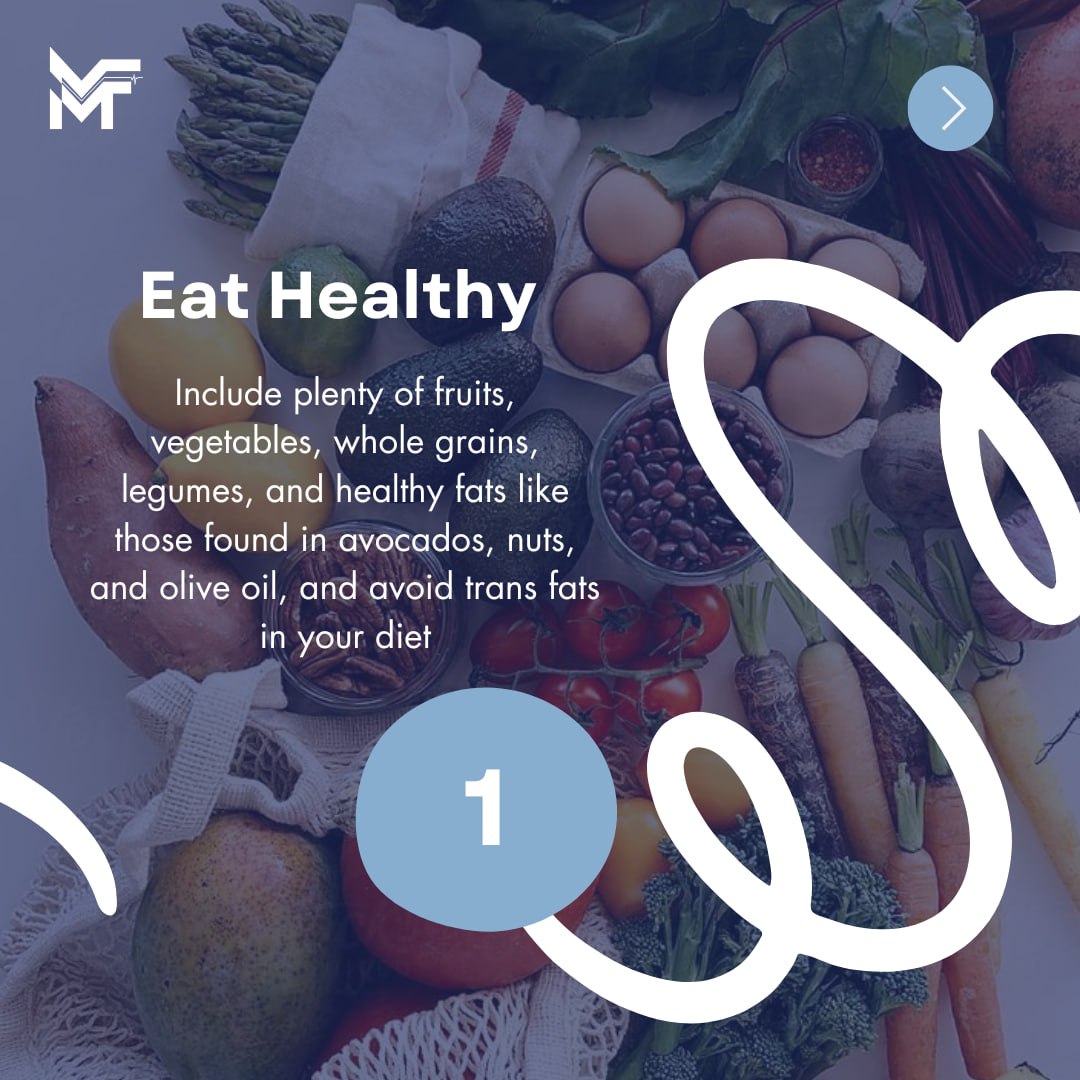 MF
Eat Healthy
Include plenty of fruits,
vegetables, whole grains,
legumes, and healthy fats like
those found in avocados, nuts,
and olive oil, and avoid trans fats
in your diet
1